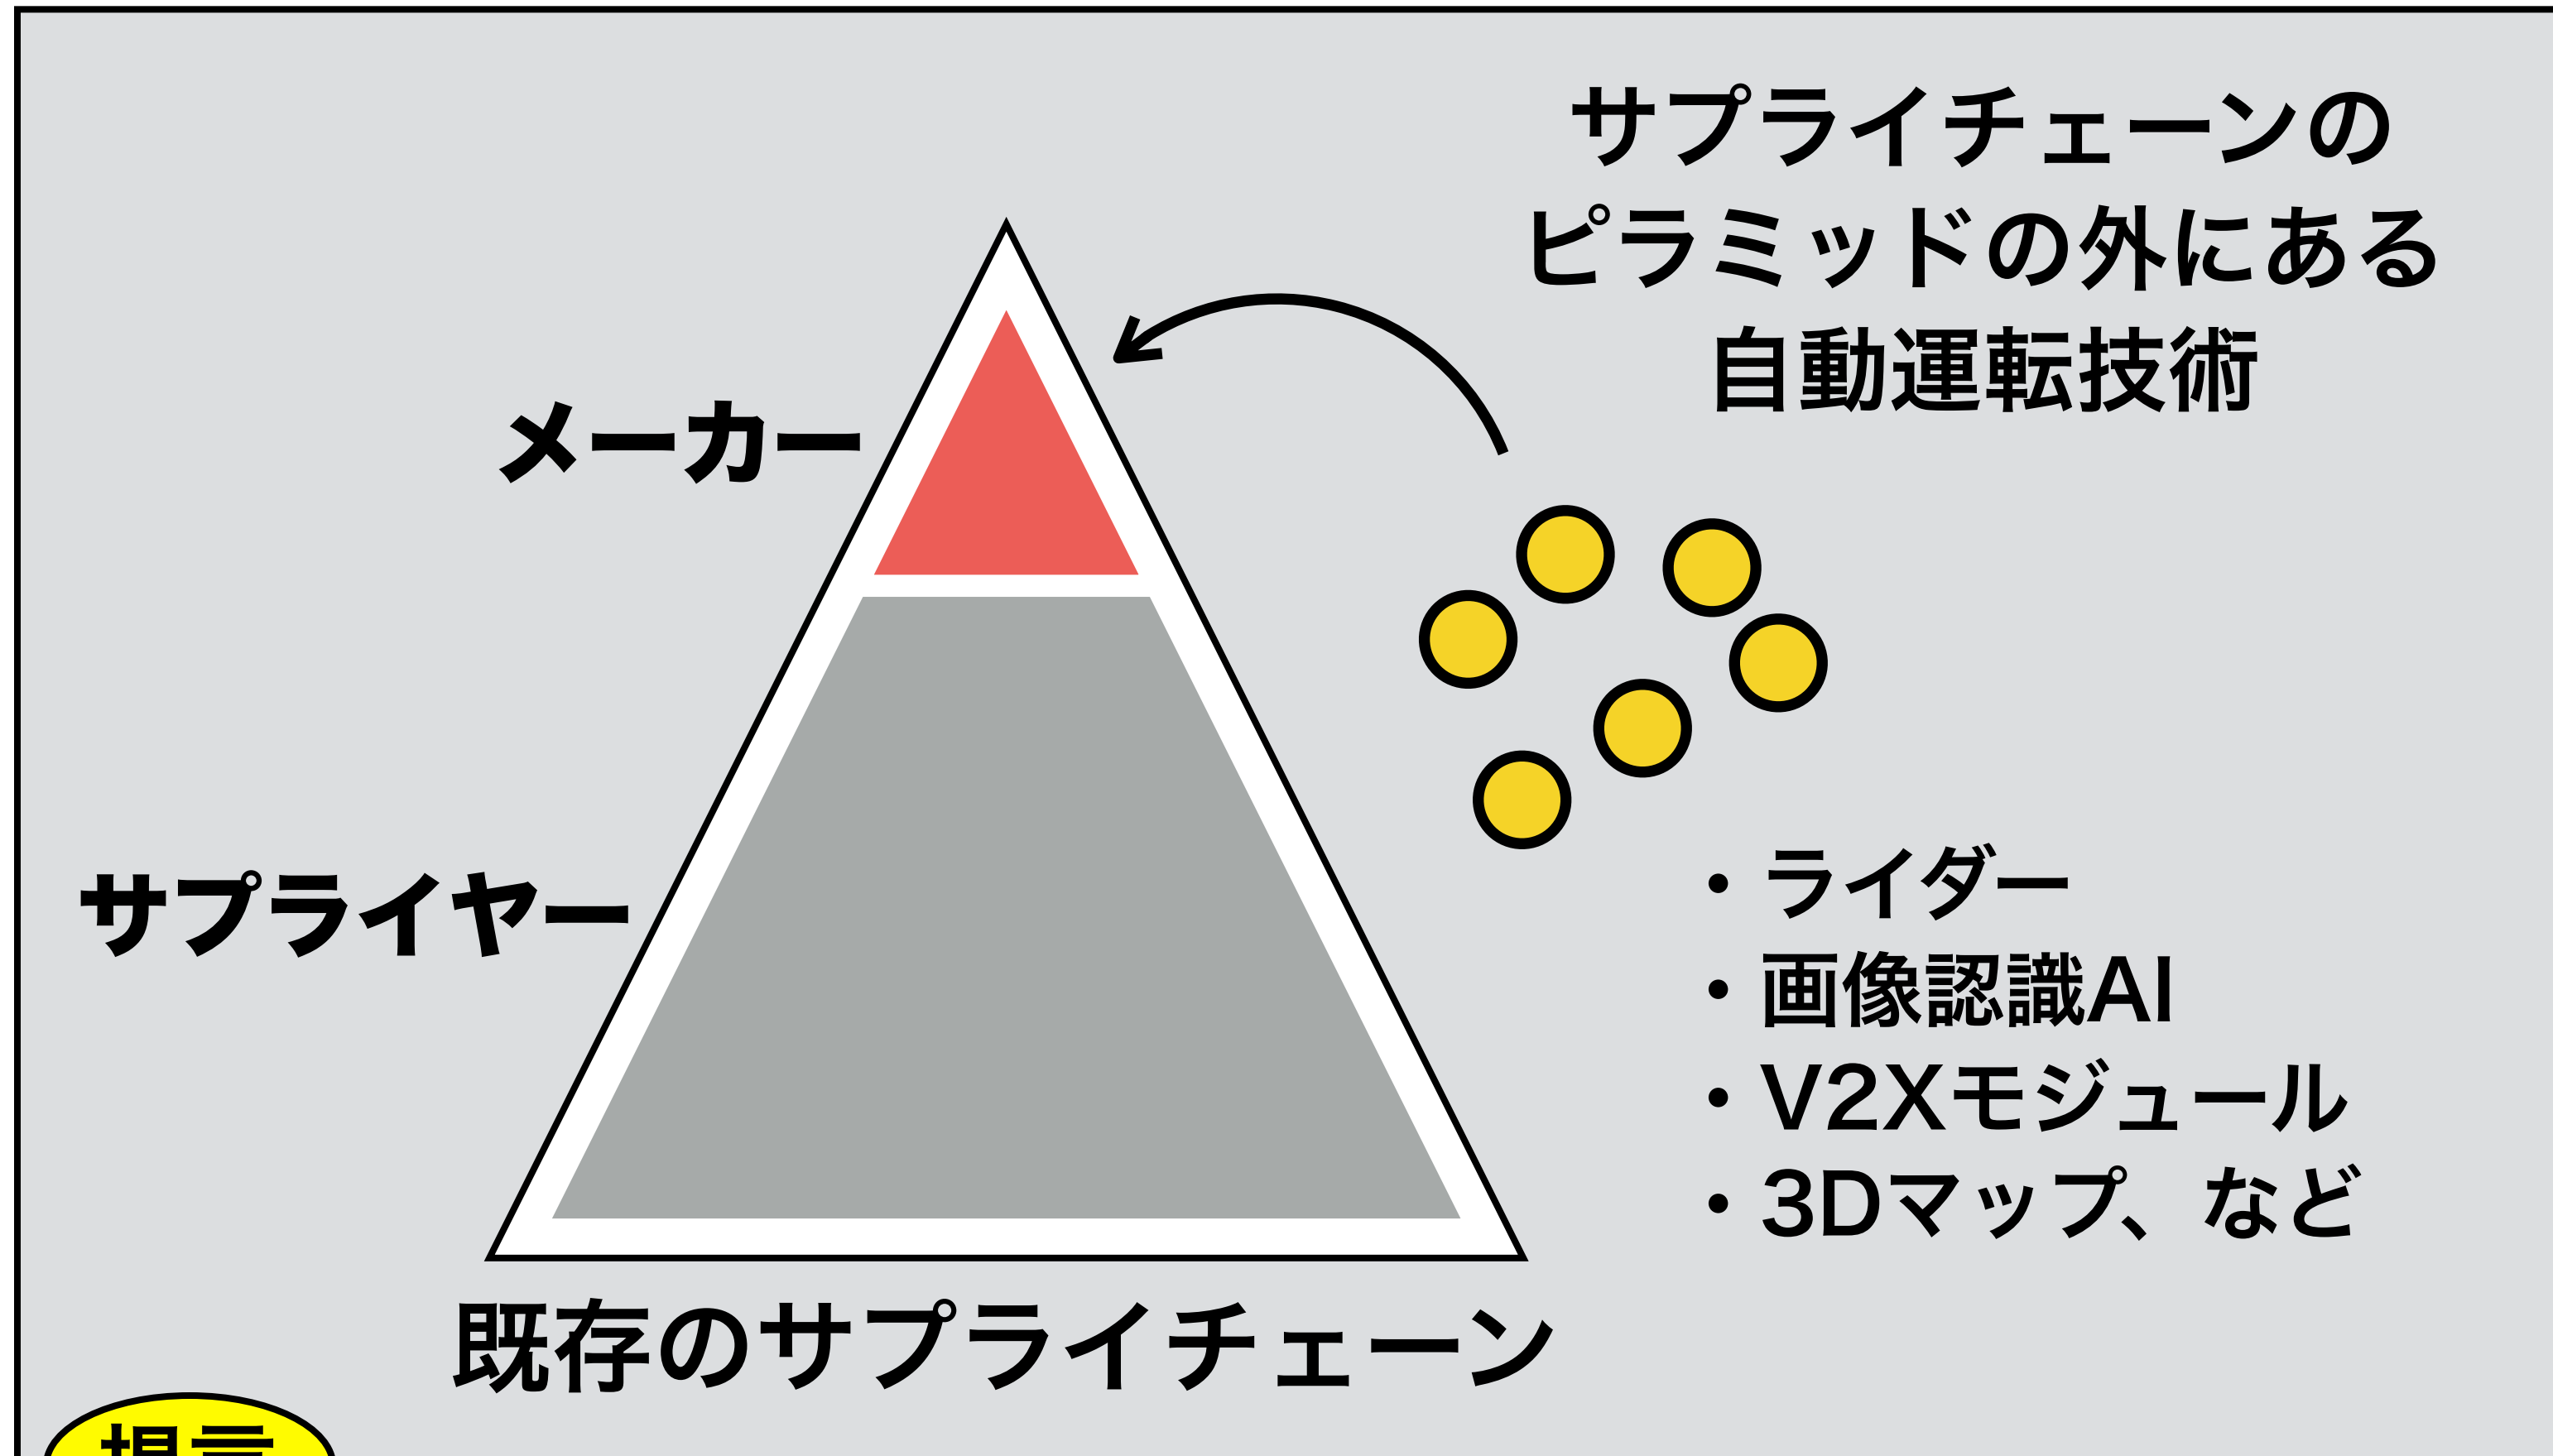 サプライチェーンの
ピラミッドの外にある
自動運転技術
メーカー
サプライヤー
・ライダー
・画像認識AI
・V2Xモジュール
・3Dマップ、など
既存のサプライチェーン